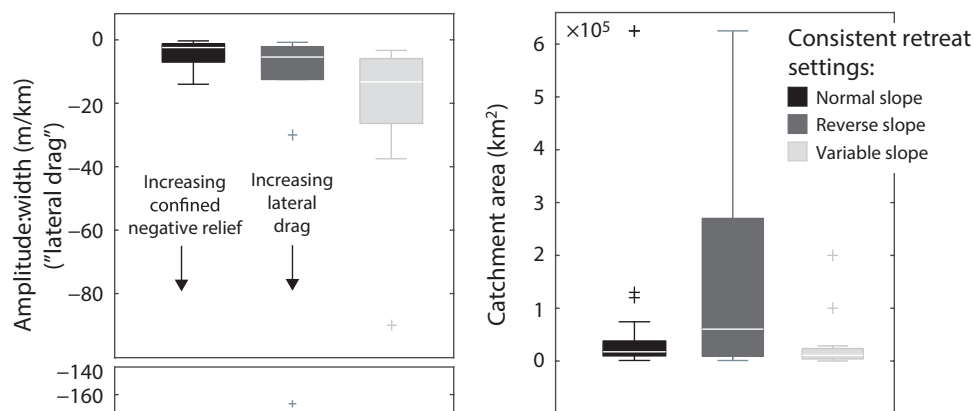 Amplitude:width (m/km)
("lateral drag")
0
−20
−40
−60
−80
Increasing
confined
negative relief
Increasing
lateral
drag
−140
−160
Catchment area (km²)
×10⁵
6
5
4
3
2
1
0
Consistent retreat
settings:
Normal slope
Reverse slope
Variable slope